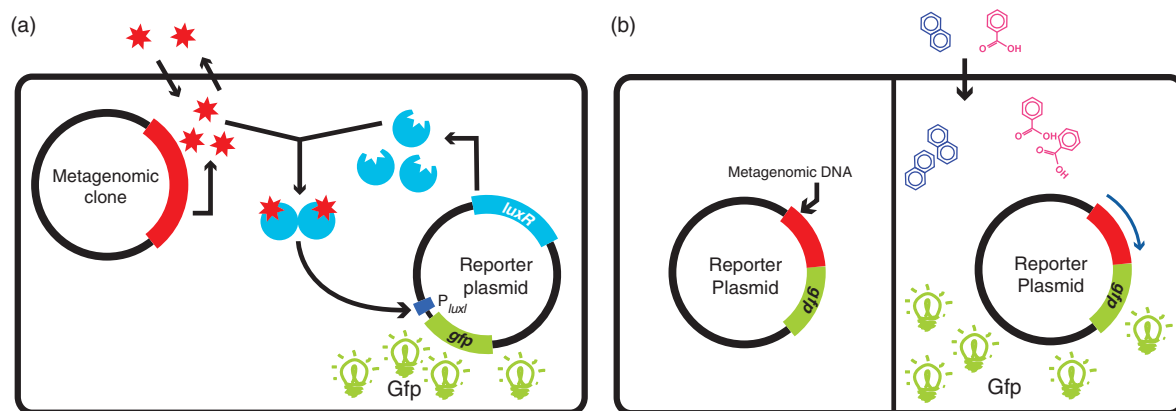 (a)
Metagenomic
clone
luxR
Reporter
plasmid
PluxI
gfp
Gfp
(b)
O
OH
Metagenomic DNA
Reporter
Plasmid
gfp
O
OH
O
OH
Reporter
Plasmid
gfp
Gfp